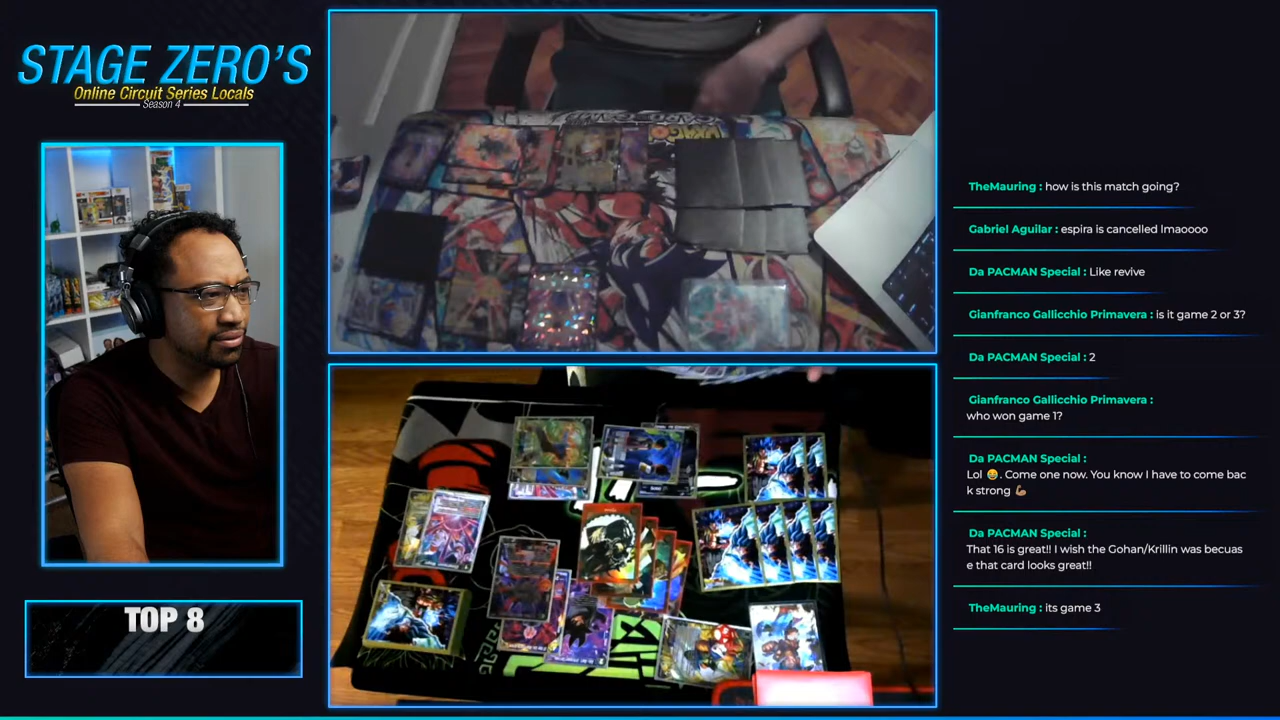 STAGE ZERO'S
Online Circuit Series Locals
Season 4
TOP 8
TheMauring : how is this match going?
Gabriel Aguilar : espira is cancelled lmaoooo
Da PACMAN Special : Like revive
Gianfranco Gallicchio Primavera : is it game 2 or 3?
Da PACMAN Special : 2
Gianfranco Gallicchio Primavera :
who won game 1?
Da PACMAN Special :
Lol 😂. Come one now. You know I have to come bac
k strong 💪🏽
Da PACMAN Special :
That 16 is great!! I wish the Gohan/Krillin was becuas
e that card looks great!!
TheMauring : its game 3